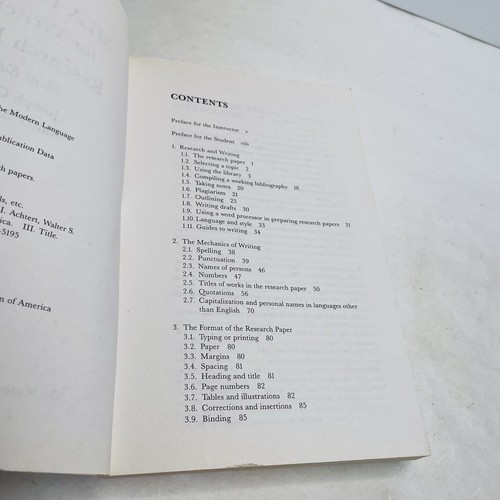 he Modern Language
blication Data
h papers.
ls, etc.
I. Achtert, Walter S.
ica. III. Title.
-5195
n of America
CONTENTS
Preface for the Instructor v
Preface for the Student viii
1. Research and Writing
1.1. The research paper 1
1.2. Selecting a topic 2
1.3. Using the library 3
1.4. Compiling a working bibliography 18
1.5. Taking notes 20
1.6. Plagiarism 21
1.7. Outlining 25
1.8. Writing drafts 30
1.9. Using a word processor in preparing research papers 31
1.10. Language and style 33
1.11. Guides to writing 34
2. The Mechanics of Writing
2.1. Spelling 38
2.2. Punctuation 39
2.3. Names of persons 46
2.4. Numbers 47
2.5. Titles of works in the research paper 50
2.6. Quotations 56
2.7. Capitalization and personal names in languages other
than English 70
3. The Format of the Research Paper
3.1. Typing or printing 80
3.2. Paper 80
3.3. Margins 80
3.4. Spacing 81
3.5. Heading and title 81
3.6. Page numbers 82
3.7. Tables and illustrations 82
3.8. Corrections and insertions 85
3.9. Binding 85